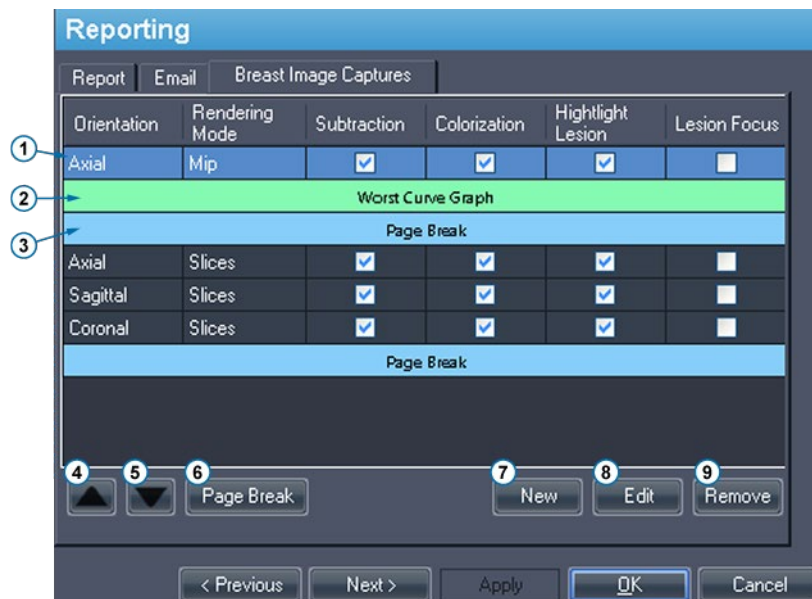 Reporting
Report Email Breast Image Captures
Orientation Rendering Mode Subtraction Colorization Hightlight Lesion Lesion Focus
1 Axial Mip
2 Worst Curve Graph
3 Page Break
Axial Slices
Sagittal Slices
Coronal Slices
Page Break
4 5 6 7 8 9
Page Break New Edit Remove
< Previous Next > Apply OK Cancel